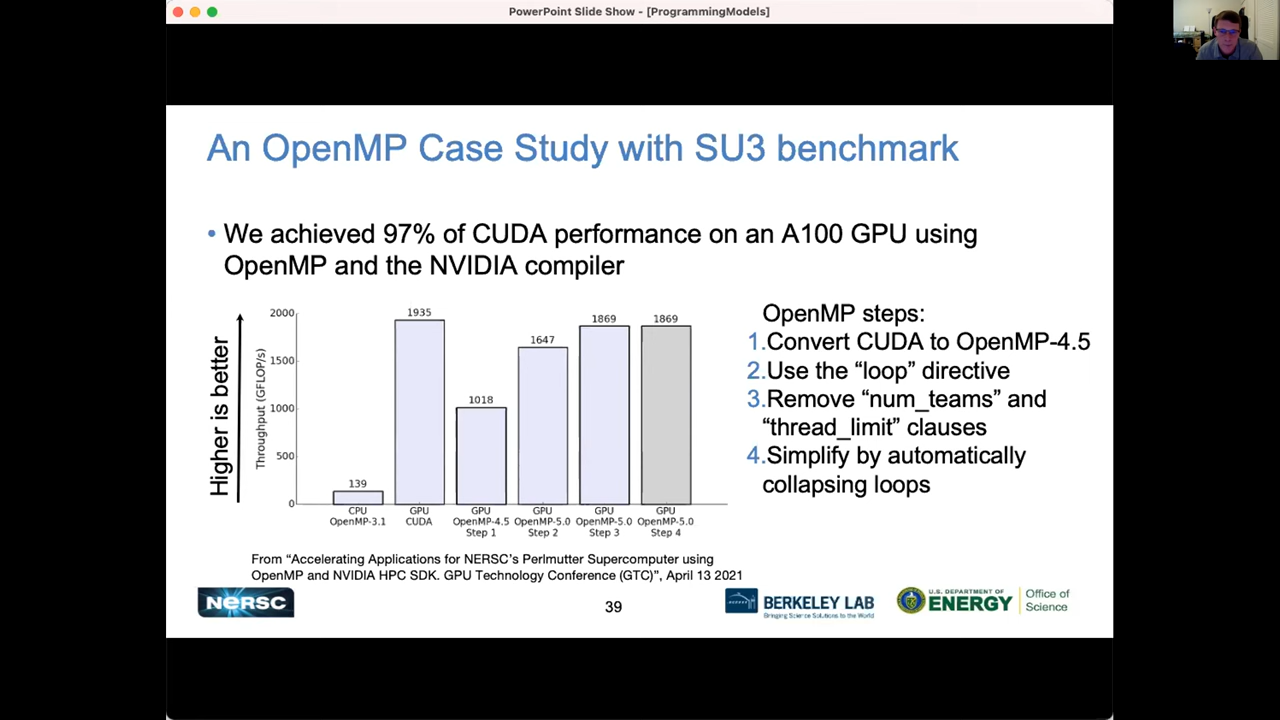 PowerPoint Slide Show - [ProgrammingModels]
An OpenMP Case Study with SU3 benchmark
• We achieved 97% of CUDA performance on an A100 GPU using
OpenMP and the NVIDIA compiler
Higher is better
Throughput (GFLOP/s)
2000
1500
1000
500
0
139
1935
1018
1647
1869
1869
CPU
OpenMP-3.1
GPU
CUDA
GPU
OpenMP-4.5
Step 1
GPU
OpenMP-5.0
Step 2
GPU
OpenMP-5.0
Step 3
GPU
OpenMP-5.0
Step 4
OpenMP steps:
1.Convert CUDA to OpenMP-4.5
2.Use the “loop” directive
3.Remove “num_teams” and
“thread_limit” clauses
4.Simplify by automatically
collapsing loops
From “Accelerating Applications for NERSC’s Perlmutter Supercomputer using
OpenMP and NVIDIA HPC SDK. GPU Technology Conference (GTC)”, April 13 2021
NERSC
39
BERKELEY LAB
Bringing Science Solutions to the World
U.S. DEPARTMENT OF
ENERGY
Office of
Science